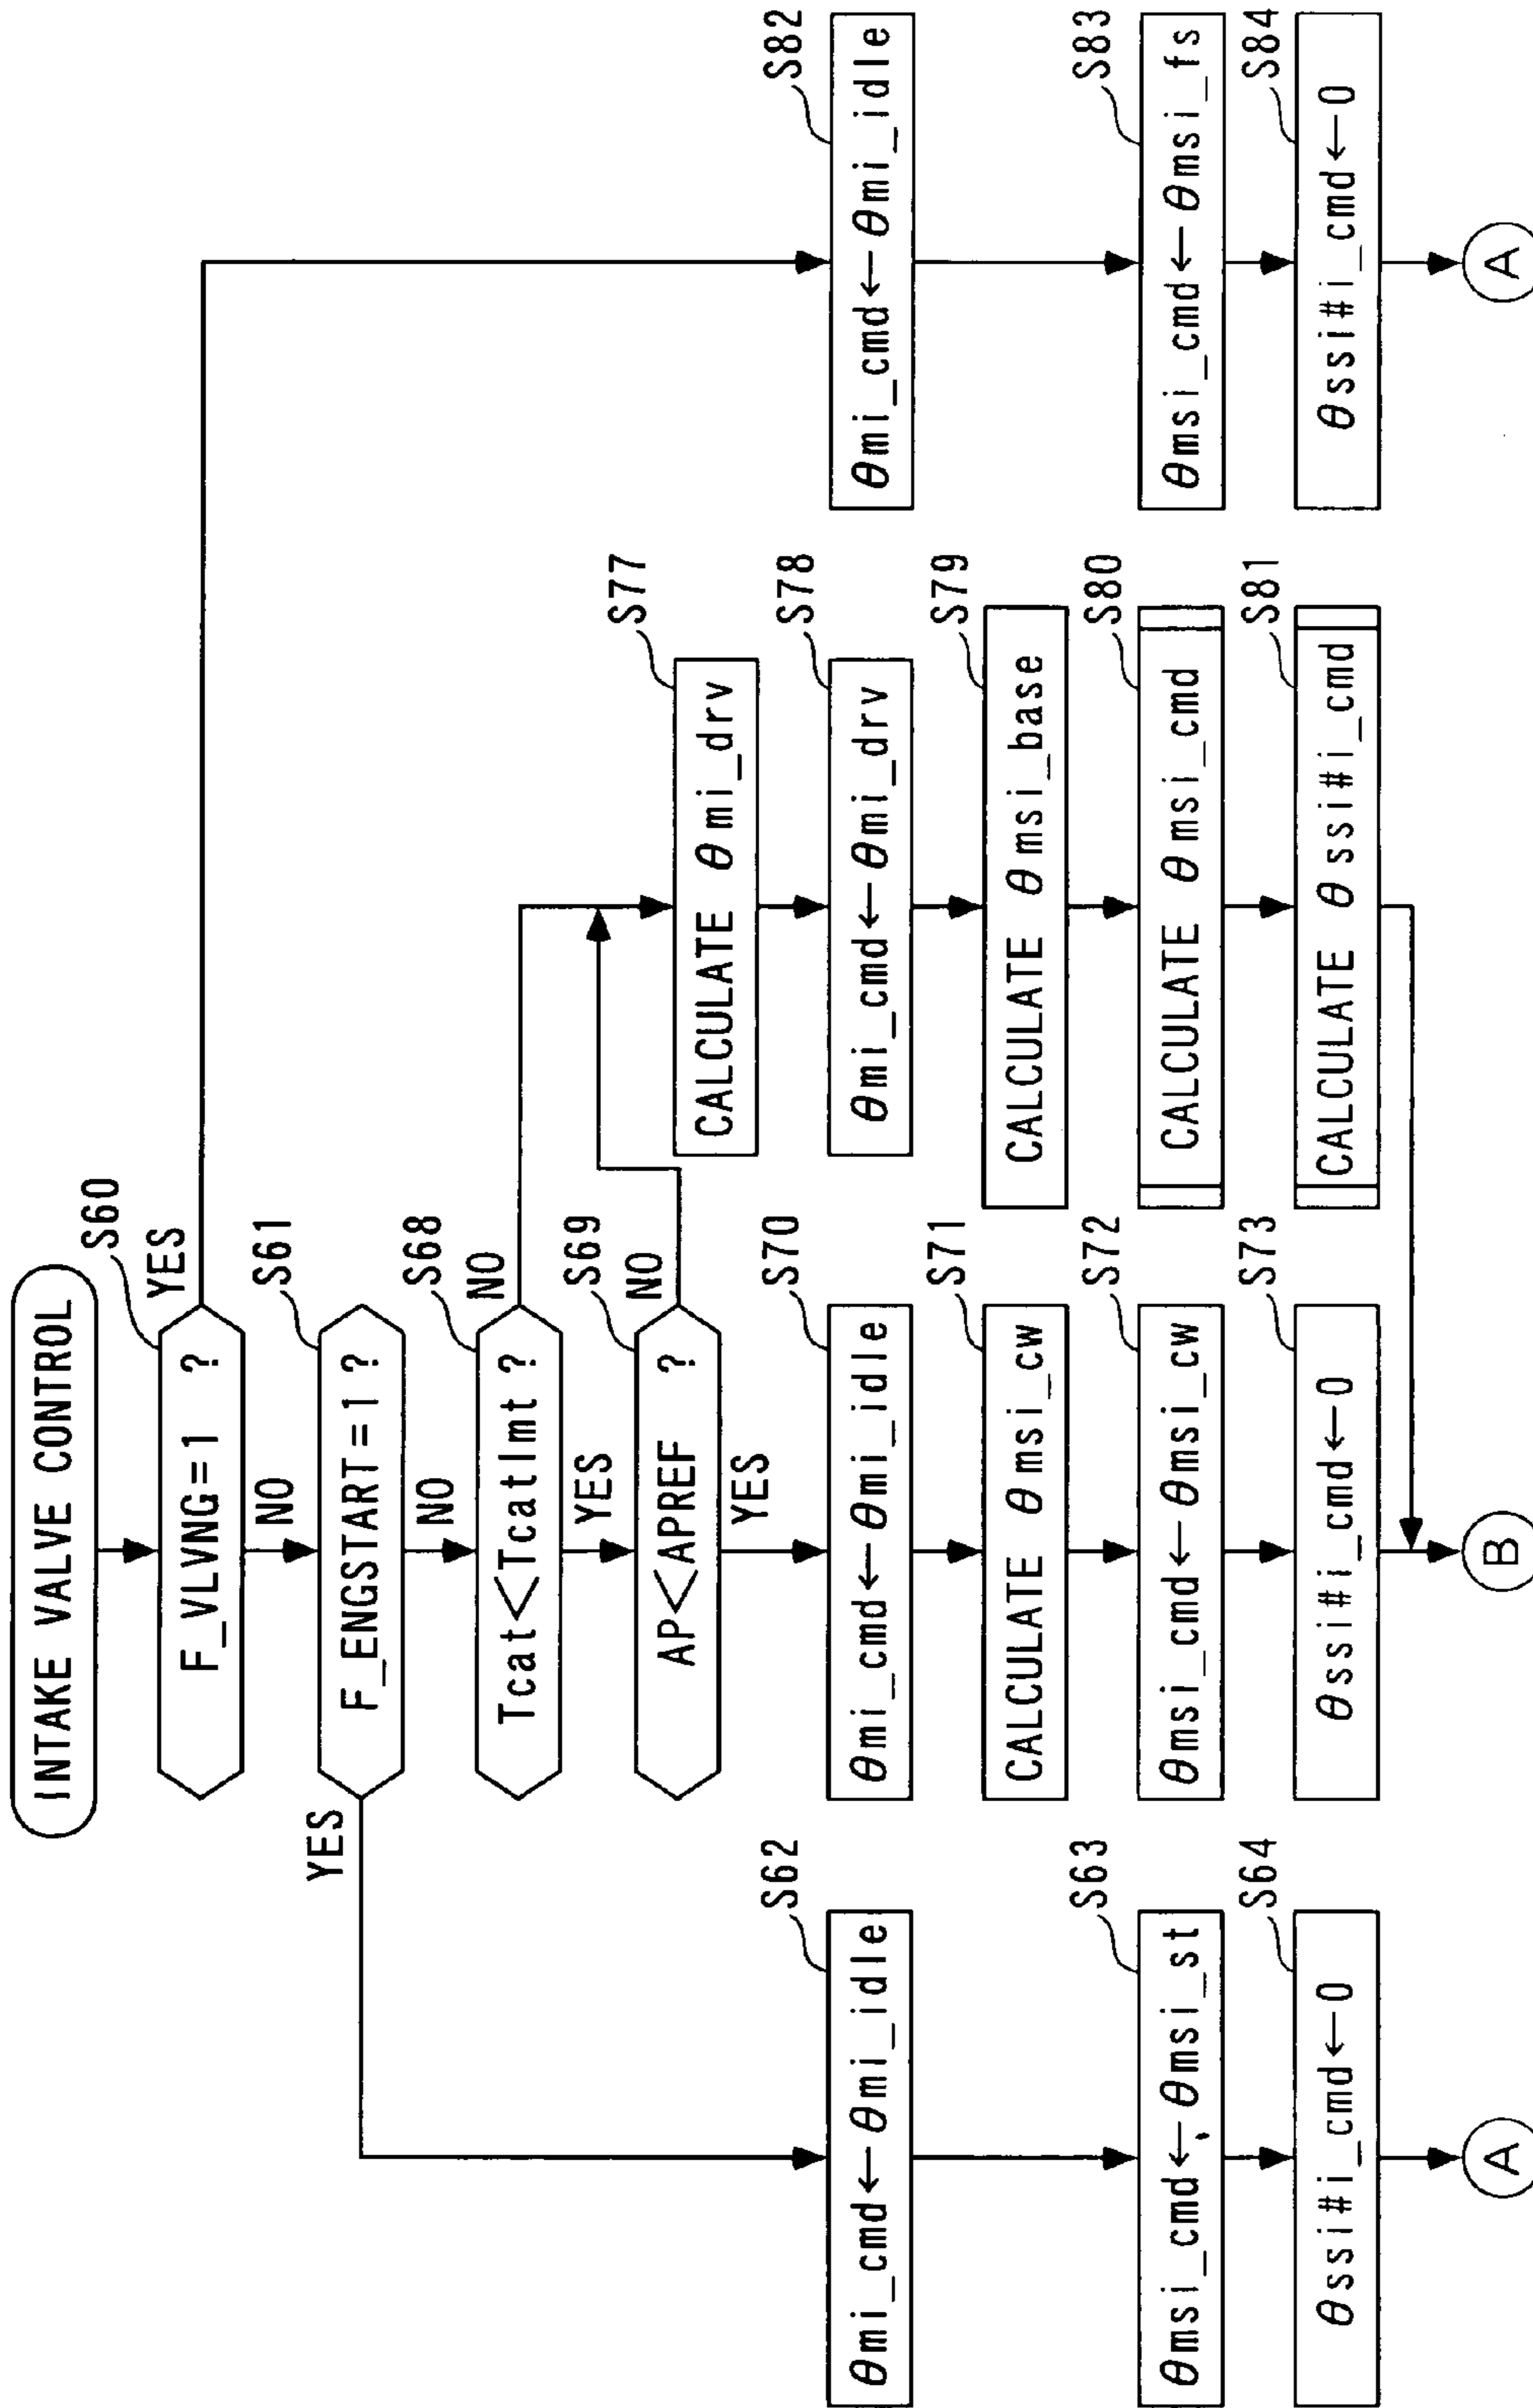 INTAKE VALVE CONTROL
S60
F_VLVNG=1 ?
YES
NO
S61
F_ENGSTART=1 ?
YES
NO
S68
Tcat<Tcatlmt ?
NO
YES
S69
AP<APREF ?
NO
YES
S62
θmi_cmd←θmi_idle
S63
θmsi_cmd←θmsi_st
S64
θssi#i_cmd←0
A
S70
θmi_cmd←θmi_idle
S71
CALCULATE θmsi_cw
S72
θmsi_cmd←θmsi_cw
S73
θssi#i_cmd←0
B
S77
CALCULATE θmi_drv
S78
θmi_cmd←θmi_drv
S79
CALCULATE θmsi_base
S80
CALCULATE θmsi_cmd
S81
CALCULATE θssi#i_cmd
S82
θmi_cmd←θmi_idle
S83
θmsi_cmd←θmsi_fs
S84
θssi#i_cmd←0
A